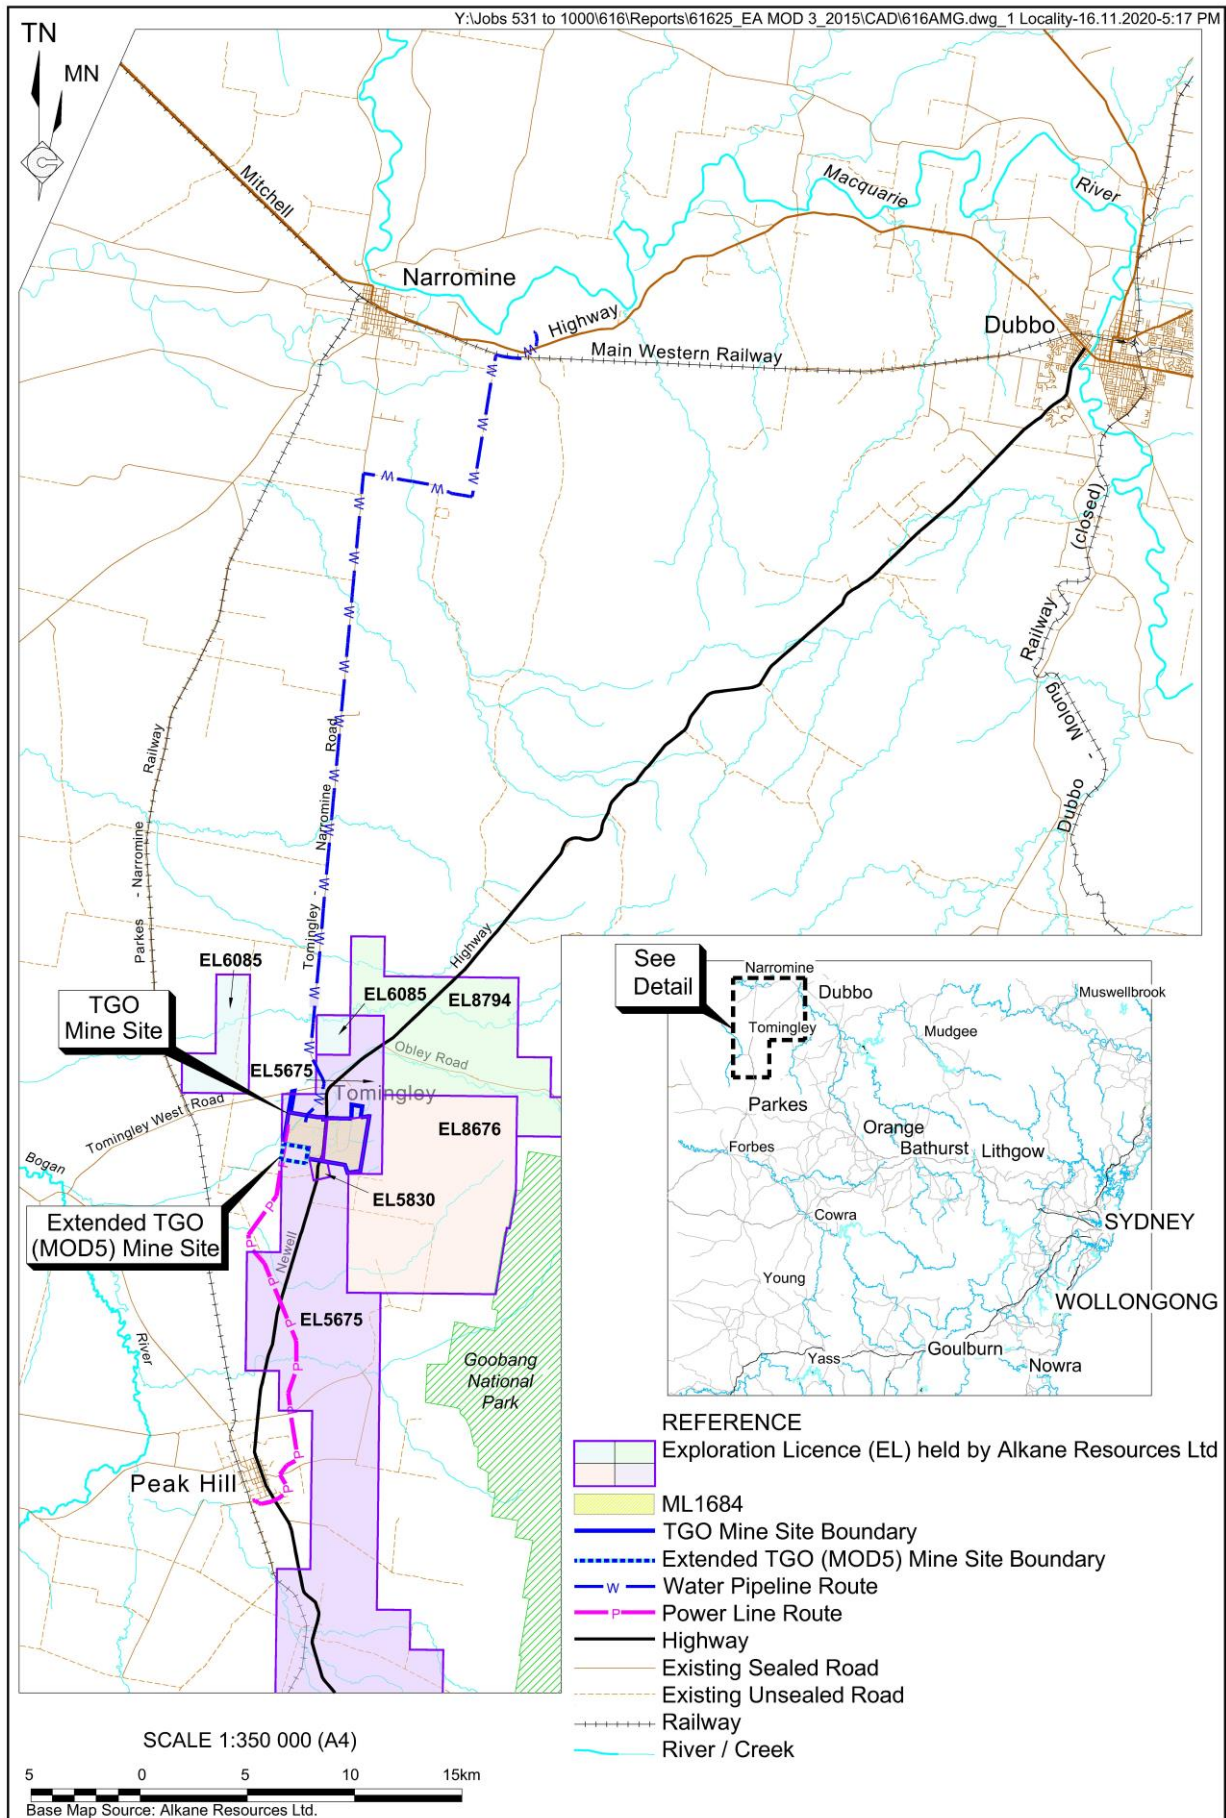 Y:\Jobs 531 to 1000\616\Reports\61625_EA MOD 3_2015\CAD\616AMG.dwg_1 Locality-16.11.2020-5:17 PM
TN
MN
Mitchell
Macquarie
River
Narromine
Highway
Dubbo
Main Western Railway
W
W
W
W
W
W
(closed)
W
W
Railway
W
W
Molong
-
Dubbo
W
Tomingley - Narromine Road
W
W
Parkes - Narromine Railway
W
W
W
W
Highway
EL6085
EL6085
EL8794
TGO
Mine Site
Obley Road
EL5675
Tomingley
W
Tomingley West Road
EL8676
Bogan
EL5830
P
Extended TGO
(MOD5) Mine Site
P
P
Newell
P
P
P
EL5675
P
River
P
P
P
Goobang
National
Park
Peak Hill
See
Detail
Narromine
Dubbo
Muswellbrook
Tomingley
Mudgee
Parkes
Orange
Forbes
Bathurst
Lithgow
Cowra
SYDNEY
Young
WOLLONGONG
Goulburn
Yass
Nowra
REFERENCE
Exploration Licence (EL) held by Alkane Resources Ltd
ML1684
TGO Mine Site Boundary
Extended TGO (MOD5) Mine Site Boundary
W Water Pipeline Route
P Power Line Route
Highway
Existing Sealed Road
Existing Unsealed Road
Railway
River / Creek
SCALE 1:350 000 (A4)
5 0 5 10 15km
Base Map Source: Alkane Resources Ltd.